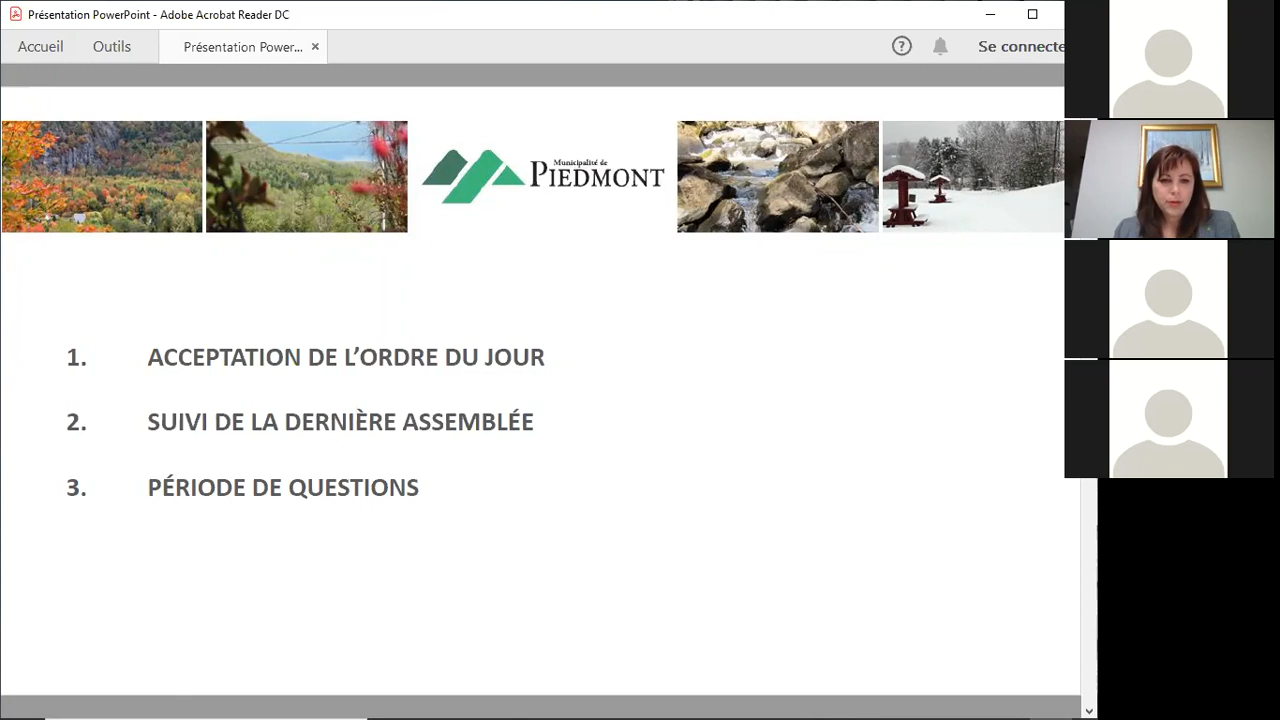 Présentation PowerPoint - Adobe Acrobat Reader DC
Accueil Outils Présentation Power... × ? Se connecte
Municipalité de
PIEDMONT
1. ACCEPTATION DE L’ORDRE DU JOUR
2. SUIVI DE LA DERNIÈRE ASSEMBLÉE
3. PÉRIODE DE QUESTIONS